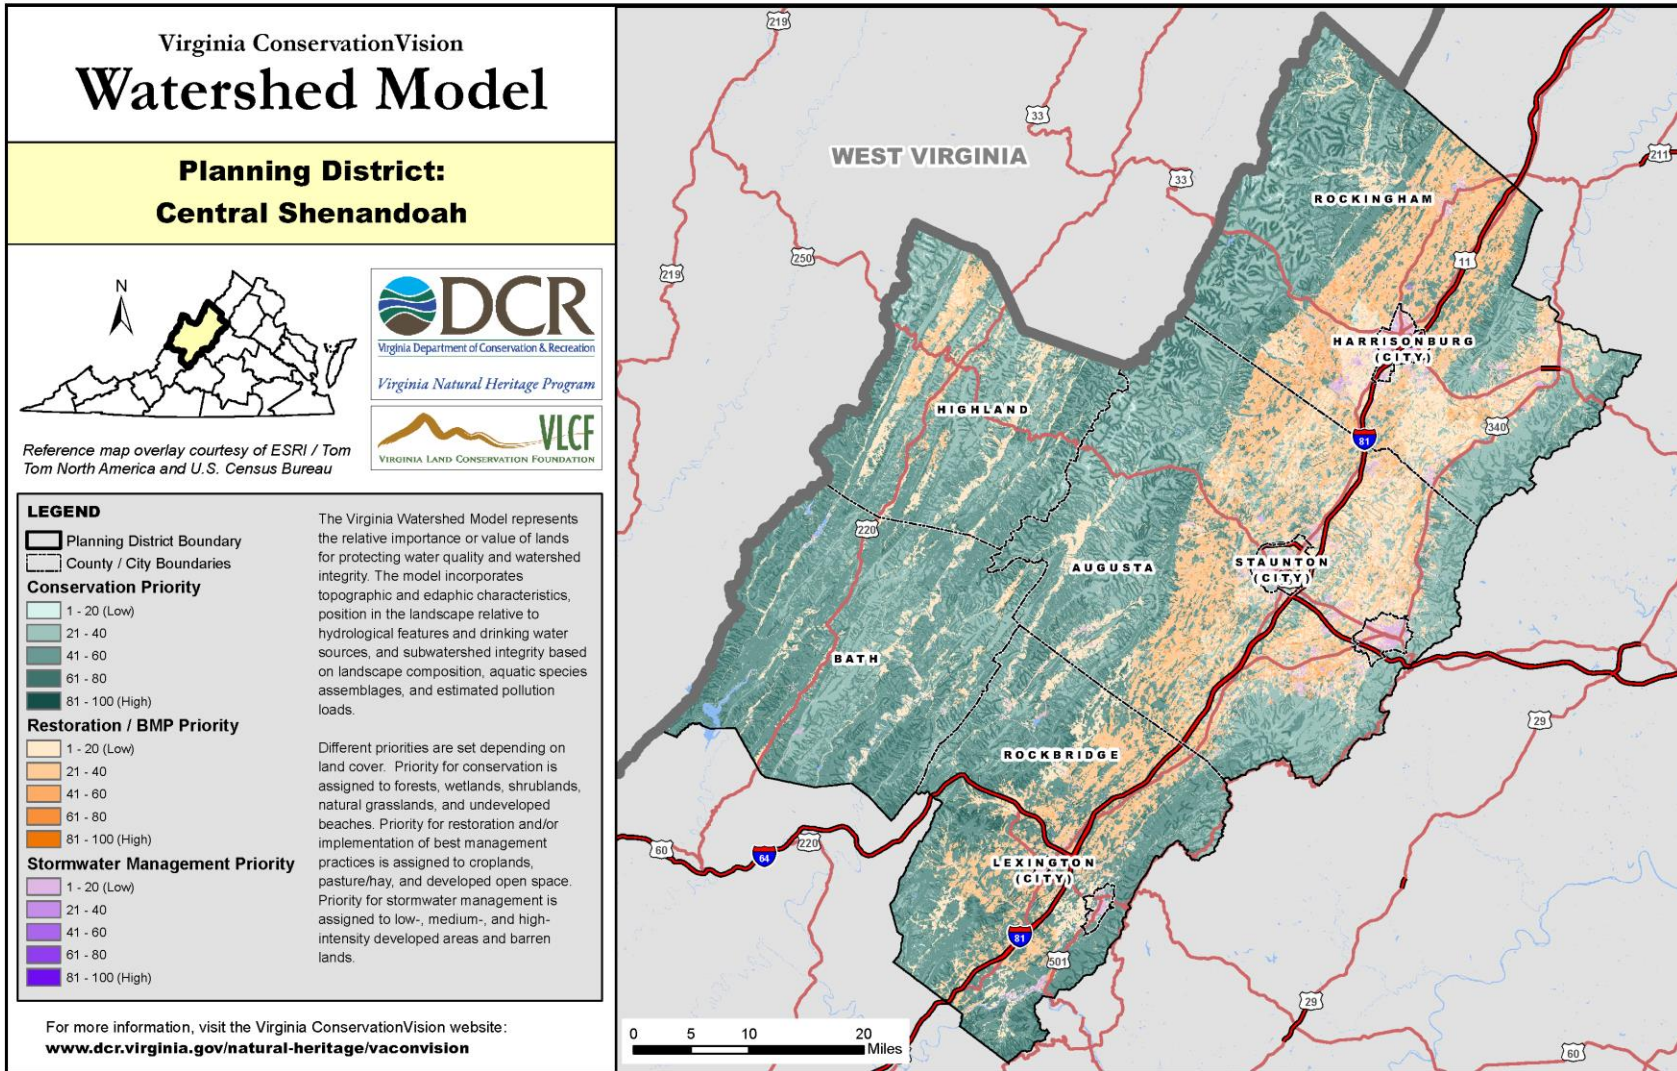 Virginia ConservationVision
Watershed Model
Planning District:
Central Shenandoah
N
DCR
Virginia Department of Conservation & Recreation
Virginia Natural Heritage Program
VLCF
VIRGINIA LAND CONSERVATION FOUNDATION
Reference map overlay courtesy of ESRI / Tom
Tom North America and U.S. Census Bureau
LEGEND
Planning District Boundary
County / City Boundaries
Conservation Priority
1 - 20 (Low)
21 - 40
41 - 60
61 - 80
81 - 100 (High)
Restoration / BMP Priority
1 - 20 (Low)
21 - 40
41 - 60
61 - 80
81 - 100 (High)
Stormwater Management Priority
1 - 20 (Low)
21 - 40
41 - 60
61 - 80
81 - 100 (High)
The Virginia Watershed Model represents
the relative importance or value of lands
for protecting water quality and watershed
integrity. The model incorporates
topographic and edaphic characteristics,
position in the landscape relative to
hydrological features and drinking water
sources, and subwatershed integrity based
on landscape composition, aquatic species
assemblages, and estimated pollution
loads.
Different priorities are set depending on
land cover. Priority for conservation is
assigned to forests, wetlands, shrublands,
natural grasslands, and undeveloped
beaches. Priority for restoration and/or
implementation of best management
practices is assigned to croplands,
pasture/hay, and developed open space.
Priority for stormwater management is
assigned to low-, medium-, and high-
intensity developed areas and barren
lands.
For more information, visit the Virginia ConservationVision website:
www.dcr.virginia.gov/natural-heritage/vaconvision
219
33
WEST VIRGINIA
33
211
ROCKINGHAM
250
219
11
HARRISONBURG
(CITY)
HIGHLAND
340
81
220
STAUNTON
(CITY)
AUGUSTA
BATH
29
ROCKBRIDGE
60
64
220
LEXINGTON
(CITY)
81
501
29
60
0 5 10 20
Miles